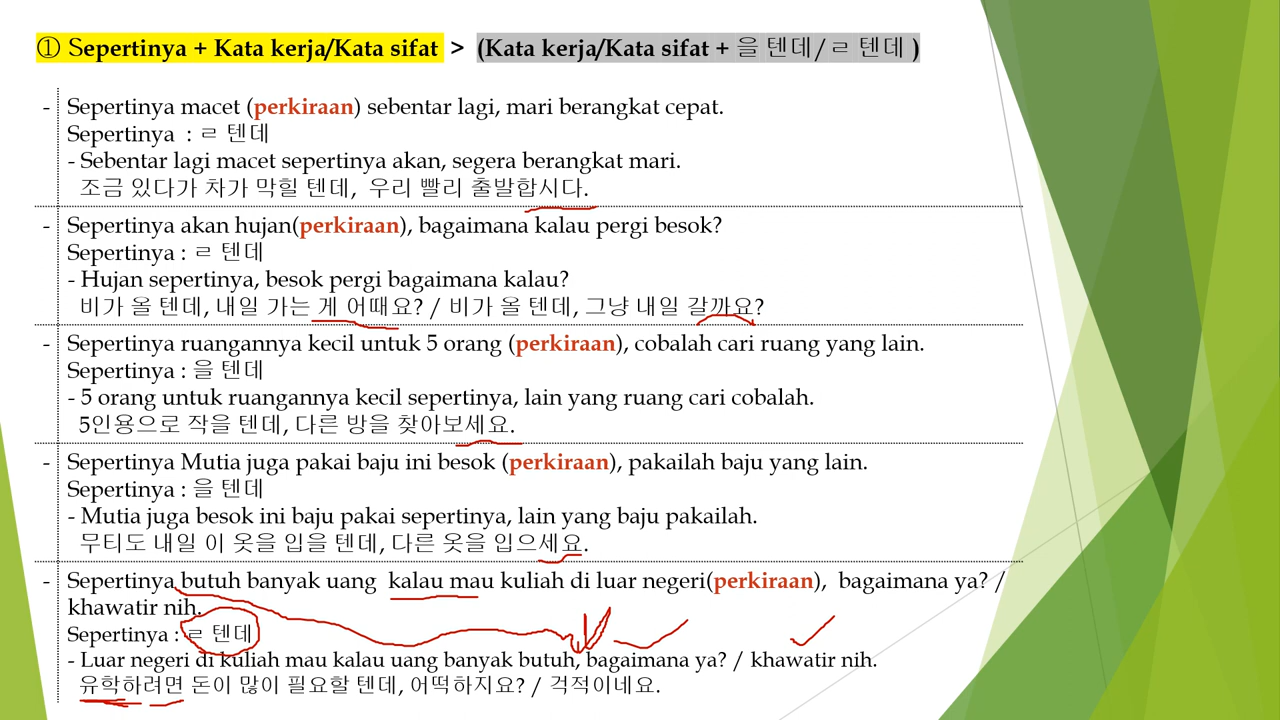 ① Sepertinya + Kata kerja/Kata sifat > (Kata kerja/Kata sifat + 을 텐데/ㄹ 텐데 )
- Sepertinya macet (perkiraan) sebentar lagi, mari berangkat cepat.
Sepertinya : ㄹ 텐데
- Sebentar lagi macet sepertinya akan, segera berangkat mari.
조금 있다가 차가 막힐 텐데, 우리 빨리 출발합시다.
- Sepertinya akan hujan(perkiraan), bagaimana kalau pergi besok?
Sepertinya : ㄹ 텐데
- Hujan sepertinya, besok pergi bagaimana kalau?
비가 올 텐데, 내일 가는 게 어때요? / 비가 올 텐데, 그냥 내일 갈까요?
- Sepertinya ruangannya kecil untuk 5 orang (perkiraan), cobalah cari ruang yang lain.
Sepertinya : 을 텐데
- 5 orang untuk ruangannya kecil sepertinya, lain yang ruang cari cobalah.
5인용으로 작을 텐데, 다른 방을 찾아보세요.
- Sepertinya Mutia juga pakai baju ini besok (perkiraan), pakailah baju yang lain.
Sepertinya : 을 텐데
- Mutia juga besok ini baju pakai sepertinya, lain yang baju pakailah.
무티도 내일 이 옷을 입을 텐데, 다른 옷을 입으세요.
- Sepertinya butuh banyak uang kalau mau kuliah di luar negeri(perkiraan), bagaimana ya? /
khawatir nih.
Sepertinya : ㄹ 텐데
- Luar negeri di kuliah mau kalau uang banyak butuh, bagaimana ya? / khawatir nih.
유학하려면 돈이 많이 필요할 텐데, 어떡하지요? / 걱적이네요.